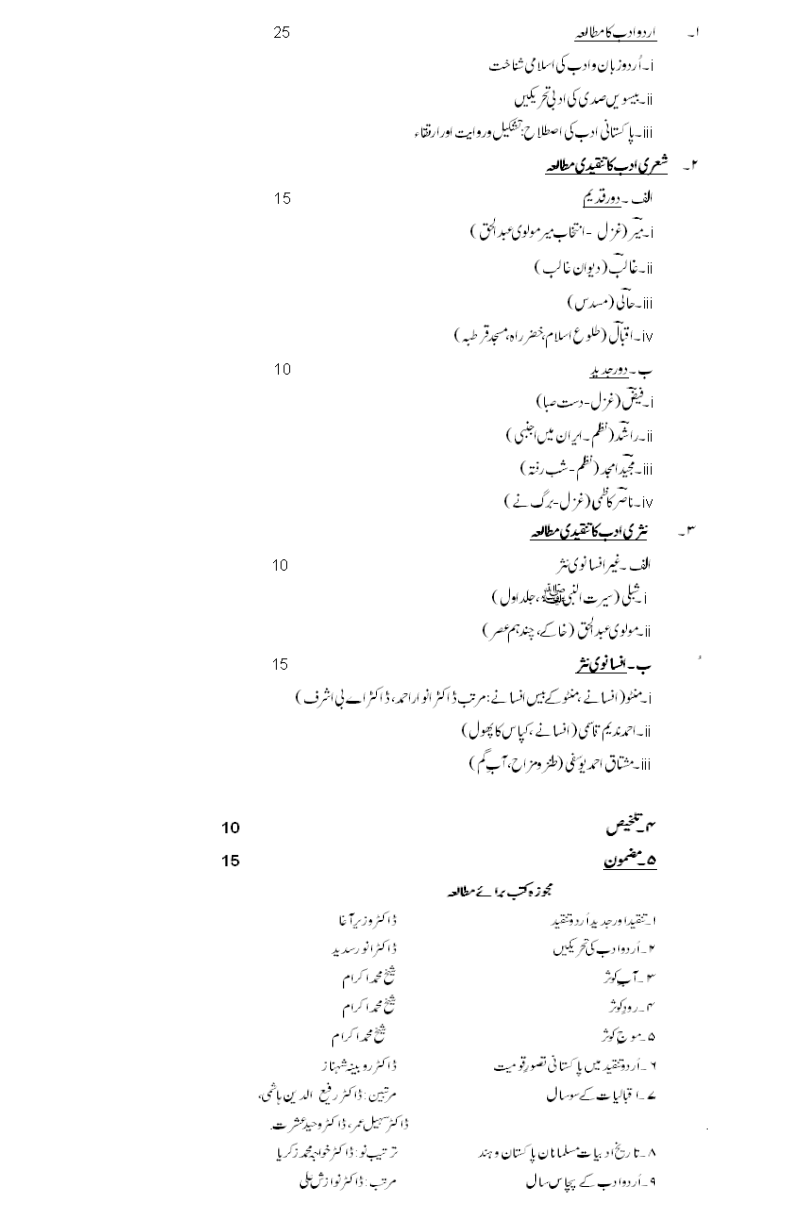 ۱۔ اردو ادب کا مطالعہ 25
i۔اُردو زبان و ادب کی اسلامی شناخت
ii۔بیسویں صدی کی ادبی تحریکیں
iii۔پاکستانی ادب کی اصطلاح:تشکیل و روایت اور ارتقاء
۲۔ شعری ادب کا تنقیدی مطالعہ
الف ۔ دورِ قدیم 15
i۔میرؔ (غزل - انتخاب میر مولوی عبدالحق )
ii۔غالبؔ ( دیوان غالب )
iii۔حالیؔ (مسدس )
iv۔اقبالؔ (طلوع اسلام،خضر راہ،مسجد قرطبہ )
ب ۔ دورجدید 10
i۔فیضؔ (غزل-دست صبا)
ii۔راشدؔ (نظم ۔ایران میں اجنبی )
iii۔مجیدؔ امجد (نظم - شب رفتہ )
iv۔ناصرؔ کاظمی (غزل-برگ نے )
۳۔ نثری ادب کا تنقیدی مطالعہ
الف ۔غیر افسانوی نثر 10
i۔شبلی (سیرت النبیﷺ ،جلد اول )
ii۔مولوی عبدالحق (خاکے، چند ہم عصر )
ب ۔ افسانوی نثر 15
i۔منٹو(افسانے :منٹو کے بیس افسانے:مرتب ڈاکٹر انوار احمد، ڈاکٹر اے بی اشرف )
ii۔احمد ندیم قاسمی (افسانے ، کپاس کا پھول )
iii۔مشتاق احمد یوسفی (طنز و مزاح، آبِ گم )
۴۔تلخیص 10
۵۔مضمون 15
مجوزہ کتب برائے مطالعہ
۱۔تنقید اور جدید اُردو تنقید ڈاکٹر وزیر آغا
۲۔اُردو ادب کی تحریکیں ڈاکٹر انور سدید
۳۔آبِ کوثر شیخ محمد اکرام
۴۔رودِ کوثر شیخ محمد اکرام
۵۔موج کوثر شیخ محمد اکرام
۶۔اُردو تنقید میں پاکستانی تصورِ قومیت ڈاکٹر روبینہ شہناز
۷۔اقبالیات کے سو سال مرتبین :ڈاکٹر رفیع الدین ہاشمی،
ڈاکٹر سہیل عمر، ڈاکٹر وحید عشرت
۸۔تاریخ ادبیات مسلمانان پاکستان و ہند ترتیب نو : ڈاکٹر خواجہ محمد زکریا
۹۔اُردو ادب کے پچاس سال مرتب : ڈاکٹر نوازش علی